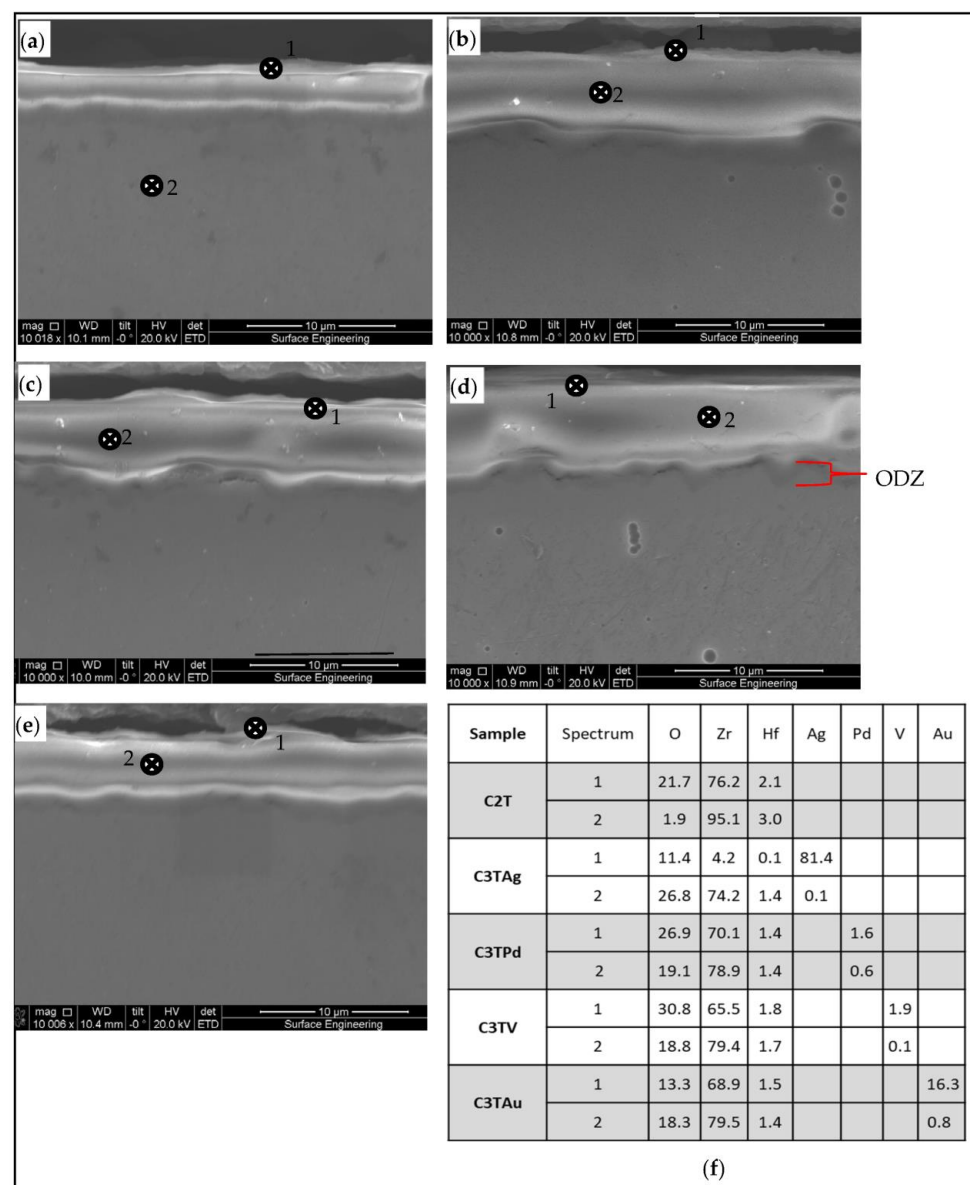 (a)
1
2
mag □ WD tilt HV det 10 µm
10 018 x 10.1 mm -0° 20.0 kV ETD Surface Engineering
(b)
1
2
mag □ WD tilt HV det 10 µm
10 000 x 10.8 mm -0° 20.0 kV ETD Surface Engineering
(c)
1
2
mag □ WD tilt HV det 10 µm
10 000 x 10.0 mm -0° 20.0 kV ETD Surface Engineering
(d)
1
2
ODZ
mag □ WD tilt HV det 10 µm
10 000 x 10.9 mm -0° 20.0 kV ETD Surface Engineering
(e)
1
2
mag □ WD tilt HV det 10 µm
10 006 x 10.4 mm -0° 20.0 kV ETD Surface Engineering
Sample Spectrum O Zr Hf Ag Pd V Au
C2T
1 21.7 76.2 2.1
2 1.9 95.1 3.0
C3TAg
1 11.4 4.2 0.1 81.4
2 26.8 74.2 1.4 0.1
C3TPd
1 26.9 70.1 1.4 1.6
2 19.1 78.9 1.4 0.6
C3TV
1 30.8 65.5 1.8 1.9
2 18.8 79.4 1.7 0.1
C3TAu
1 13.3 68.9 1.5 16.3
2 18.3 79.5 1.4 0.8
(f)